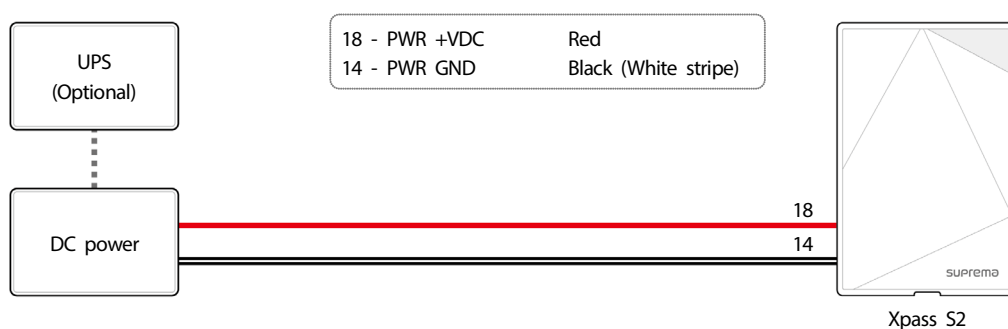 UPS
(Optional)
18 - PWR +VDC Red
14 - PWR GND Black (White stripe)
DC power
18
14
suprema
Xpass S2